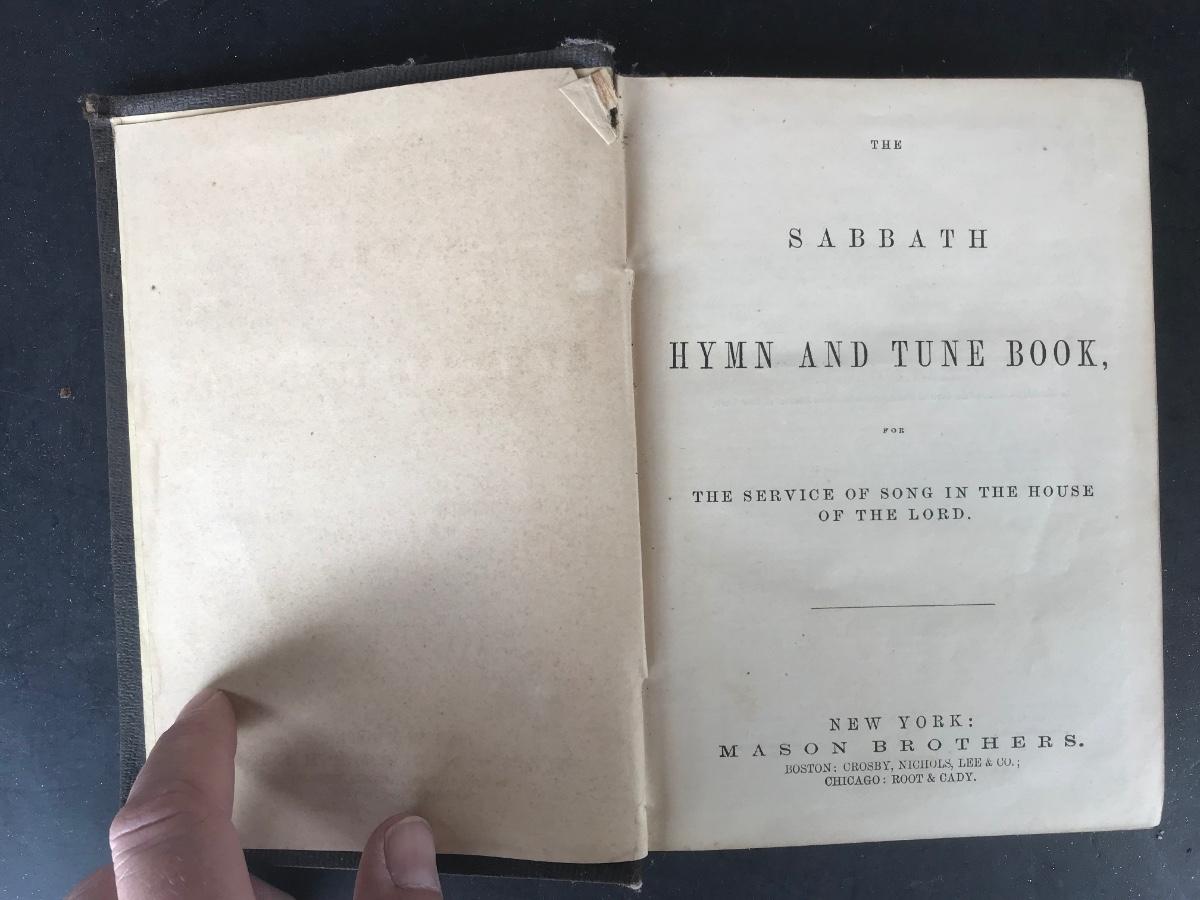 THE
SABBATH
HYMN AND TUNE BOOK,
FOR
THE SERVICE OF SONG IN THE HOUSE
OF THE LORD.
NEW YORK:
MASON BROTHERS.
BOSTON: CROSBY, NICHOLS, LEE & CO.;
CHICAGO: ROOT & CADY.